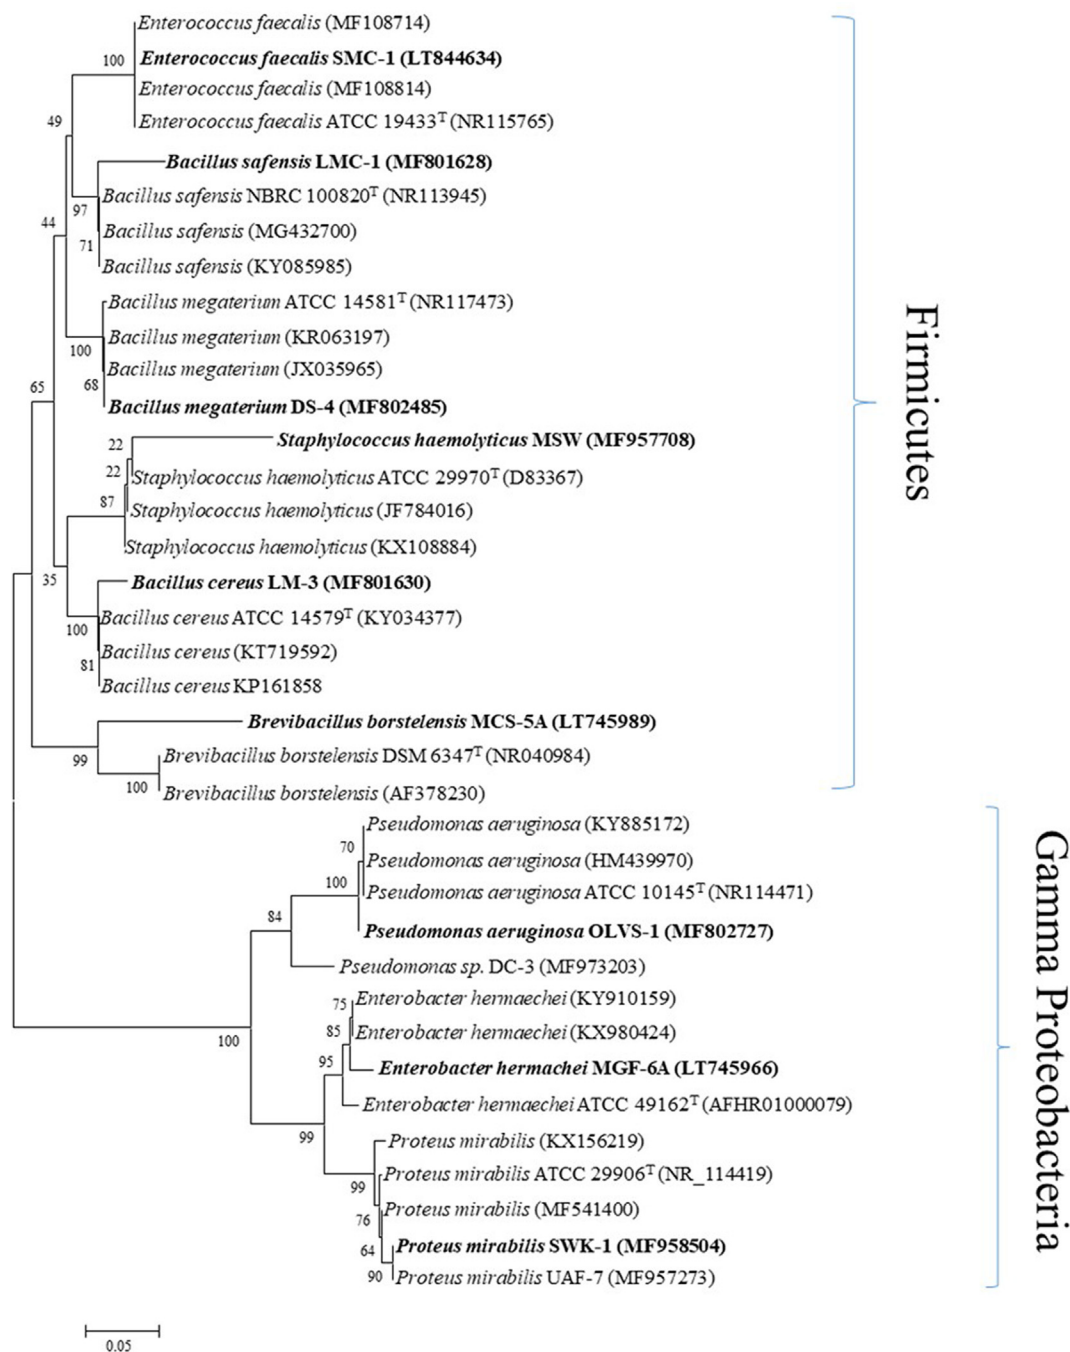 Enterococcus faecalis (MF108714)
100
Enterococcus faecalis SMC-1 (LT844634)
Enterococcus faecalis (MF108814)
49
Enterococcus faecalis ATCC 19433T (NR115765)
Bacillus safensis LMC-1 (MF801628)
Bacillus safensis NBRC 100820T (NR113945)
97
44
Bacillus safensis (MG432700)
71
Bacillus safensis (KY085985)
Bacillus megaterium ATCC 14581T (NR117473)
Bacillus megaterium (KR063197)
100
Bacillus megaterium (JX035965)
65
68
Bacillus megaterium DS-4 (MF802485)
22
Staphylococcus haemolyticus MSW (MF957708)
22
Staphylococcus haemolyticus ATCC 29970T (D83367)
87
Staphylococcus haemolyticus (JF784016)
Staphylococcus haemolyticus (KX108884)
35
Bacillus cereus LM-3 (MF801630)
Bacillus cereus ATCC 14579T (KY034377)
100
Bacillus cereus (KT719592)
81
Bacillus cereus KP161858
Brevibacillus borstelensis MCS-5A (LT745989)
99
Brevibacillus borstelensis DSM 6347T (NR040984)
100
Brevibacillus borstelensis (AF378230)
Firmicutes
Pseudomonas aeruginosa (KY885172)
70
Pseudomonas aeruginosa (HM439970)
100
Pseudomonas aeruginosa ATCC 10145T (NR114471)
84
Pseudomonas aeruginosa OLVS-1 (MF802727)
Pseudomonas sp. DC-3 (MF973203)
75
Enterobacter hermaechei (KY910159)
85
Enterobacter hermaechei (KX980424)
100
95
Enterobacter hermachei MGF-6A (LT745966)
Enterobacter hermaechei ATCC 49162T (AFHR01000079)
99
Proteus mirabilis (KX156219)
Proteus mirabilis ATCC 29906T (NR_114419)
99
Proteus mirabilis (MF541400)
76
Proteus mirabilis SWK-1 (MF958504)
64
90
Proteus mirabilis UAF-7 (MF957273)
Gamma Proteobacteria
0.05